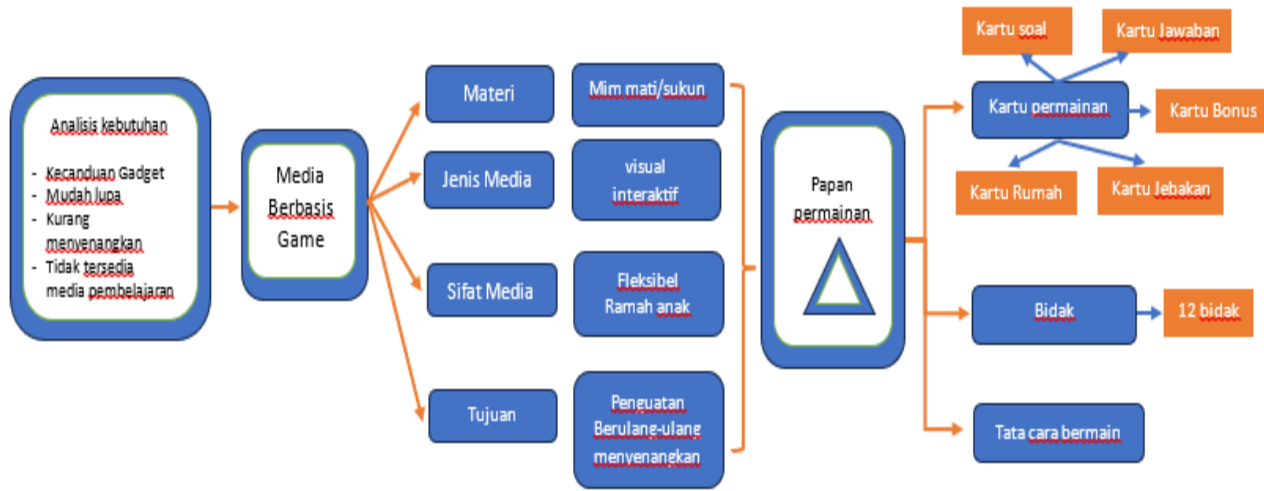 Analisis kebutuhan
- Kecanduan Gadget
- Mudah lupa
- Kurang
menyenangkan
- Tidak tersedia
media pembelajaran
Media
Berbasis
Game
Materi
Mim mati/sukun
Jenis Media
visual
interaktif
Sifat Media
Fleksibel
Ramah anak
Tujuan
Penguatan
Berulang-ulang
menyenangkan
Papan
permainan
Kartu soal
Kartu Jawaban
Kartu permainan
Kartu Bonus
Kartu Rumah
Kartu Jebakan
Bidak
12 bidak
Tata cara bermain